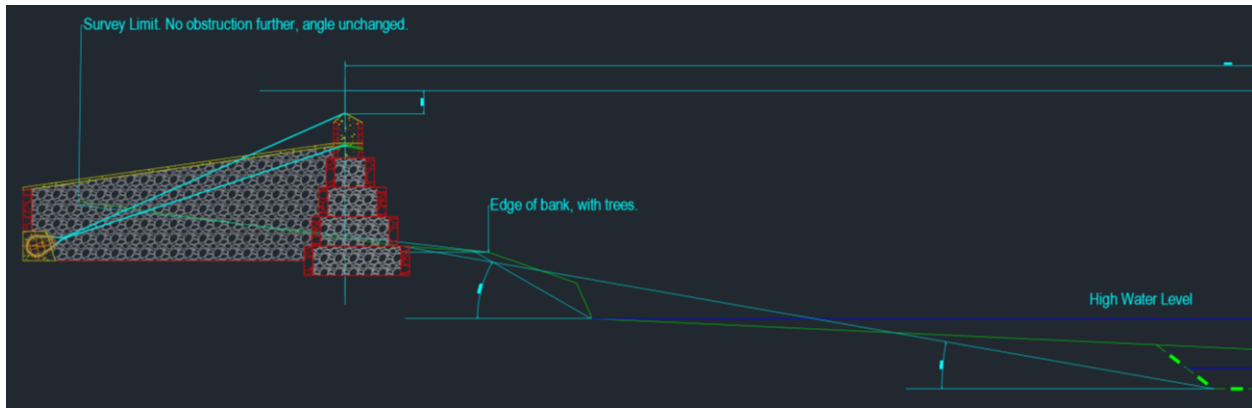 Survey Limit. No obstruction further, angle unchanged.
Edge of bank, with trees.
High Water Level